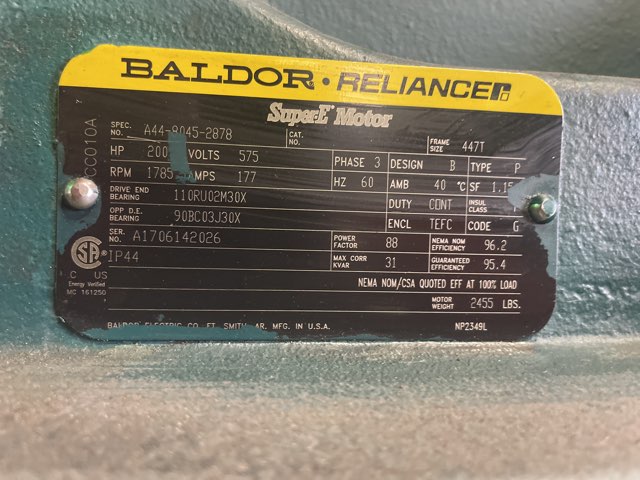 BALDOR • RELIANCE
Super-E Motor
SPEC. NO. A44-8045-2878 CAT. NO. FRAME SIZE 447T
HP 200 VOLTS 575 PHASE 3 DESIGN B TYPE P
RPM 1785 MPS 177 HZ 60 AMB 40 °C SF 1.15
DRIVE END BEARING 110RU02M30X DUTY CONT INSUL CLASS
OPP D.E. BEARING 90BC03J30X ENCL TEFC CODE G
SER. NO. A1706142026 POWER FACTOR 88 NEMA NOM EFFICIENCY 96.2
IP44 MAX CORR KVAR 31 GUARANTEED EFFICIENCY 95.4
NEMA NOM/CSA QUOTED EFF AT 100% LOAD
MOTOR WEIGHT 2455 LBS.
BALDOR ELECTRIC CO. FT. SMITH, AR. MFG. IN U.S.A. NP2349L
CC010A
SA ®
C US
Energy Verified
MC 161250